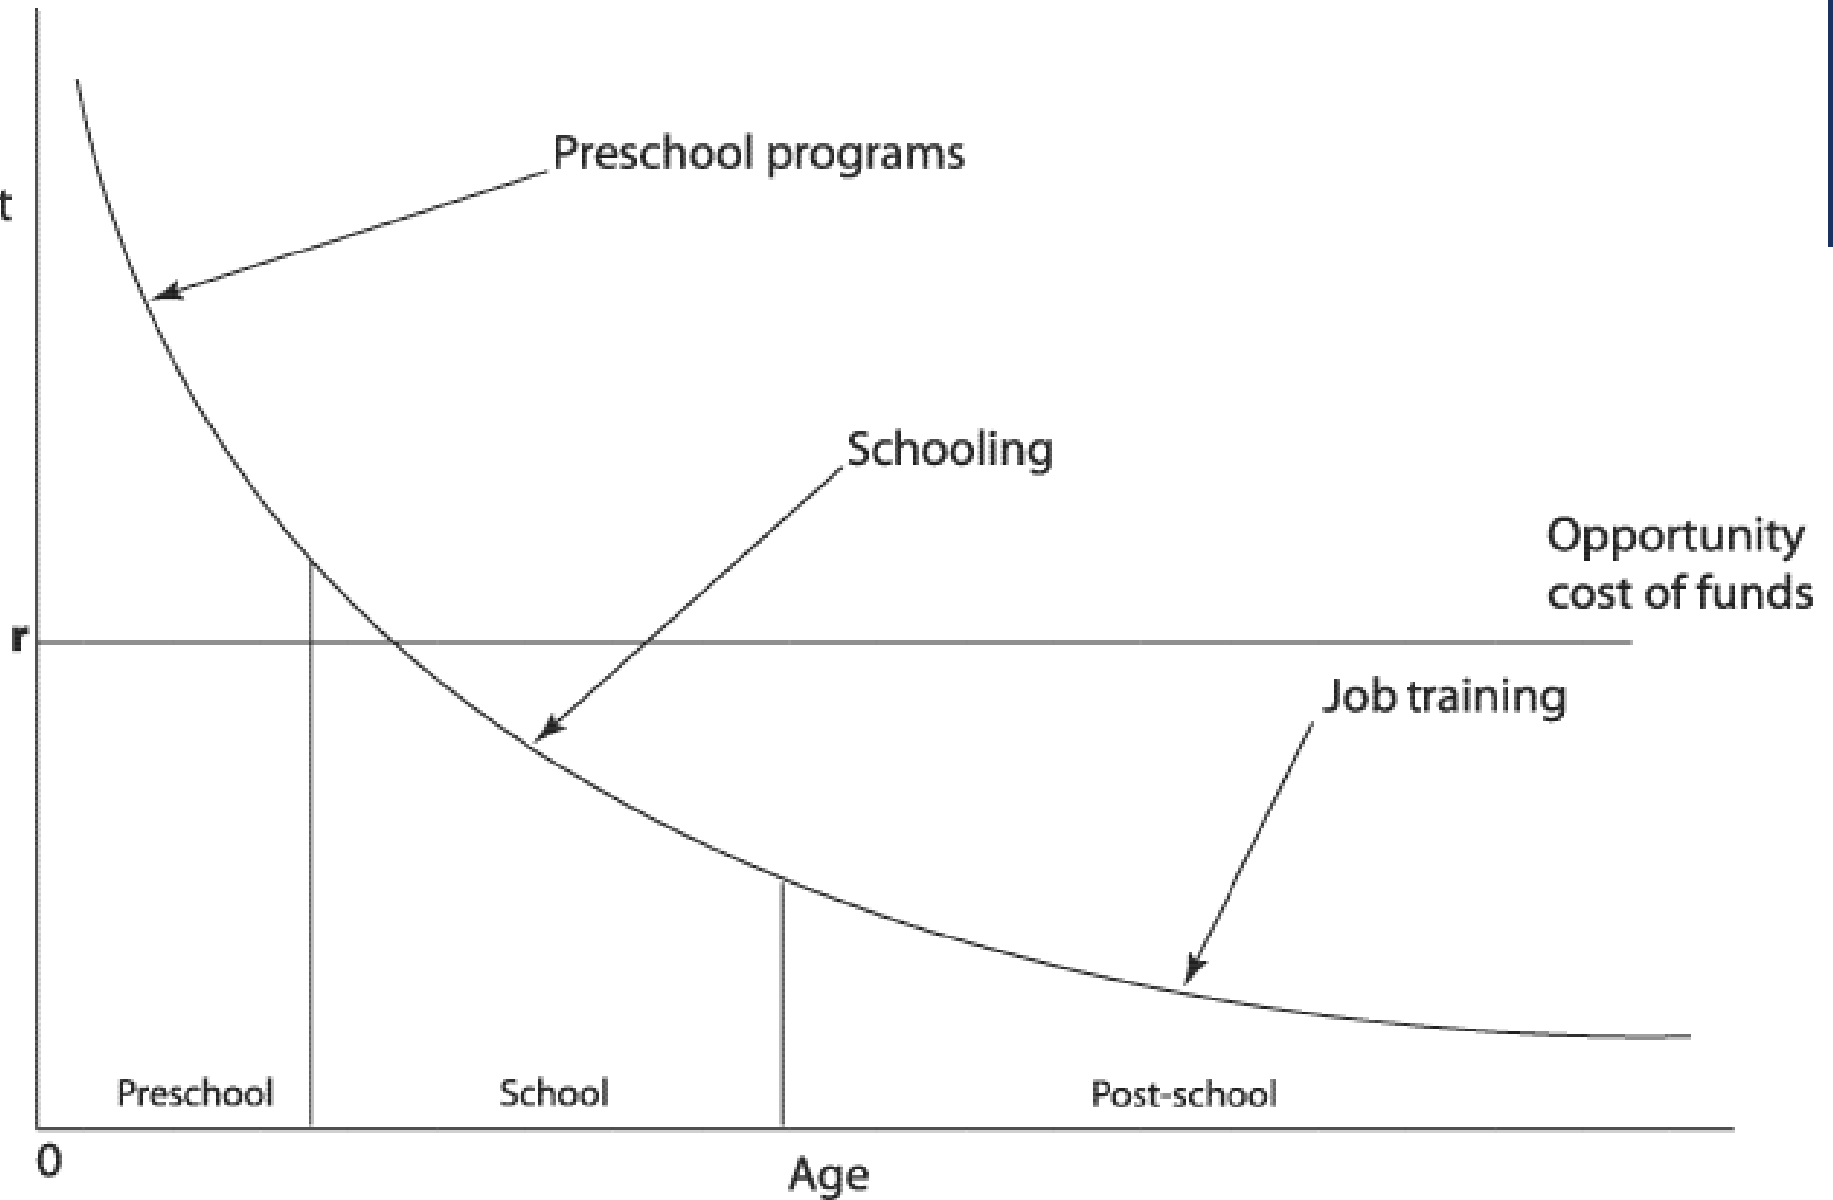 Preschool programs
t
Schooling
Opportunity
cost of funds
r
Job training
Preschool
School
Post-school
0
Age